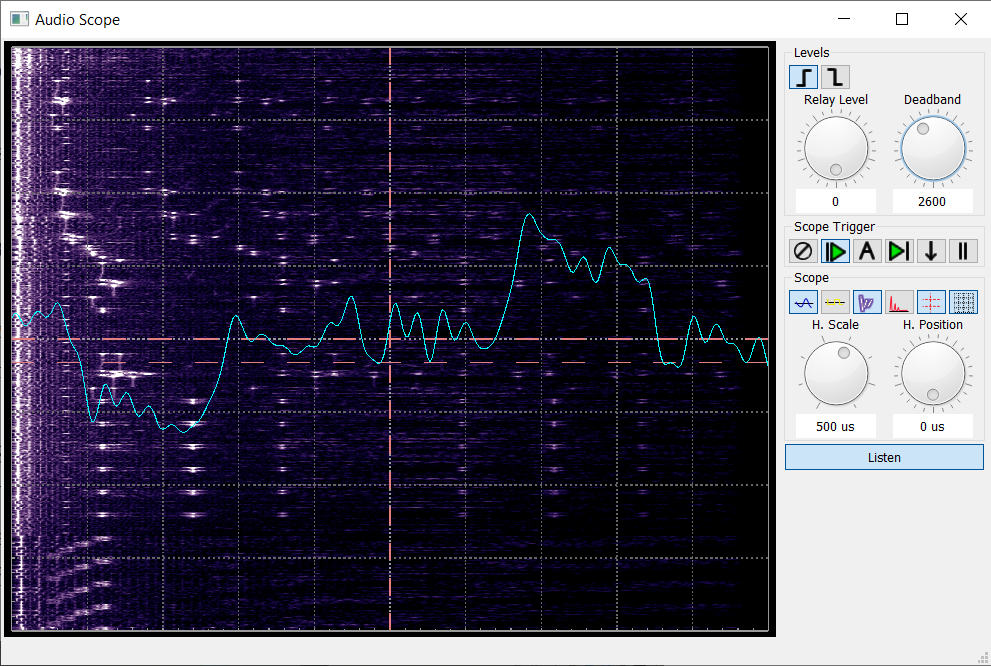 Audio Scope
Levels
Relay Level Deadband
0 2600
Scope Trigger
A
Scope
H. Scale H. Position
500 us 0 us
Listen